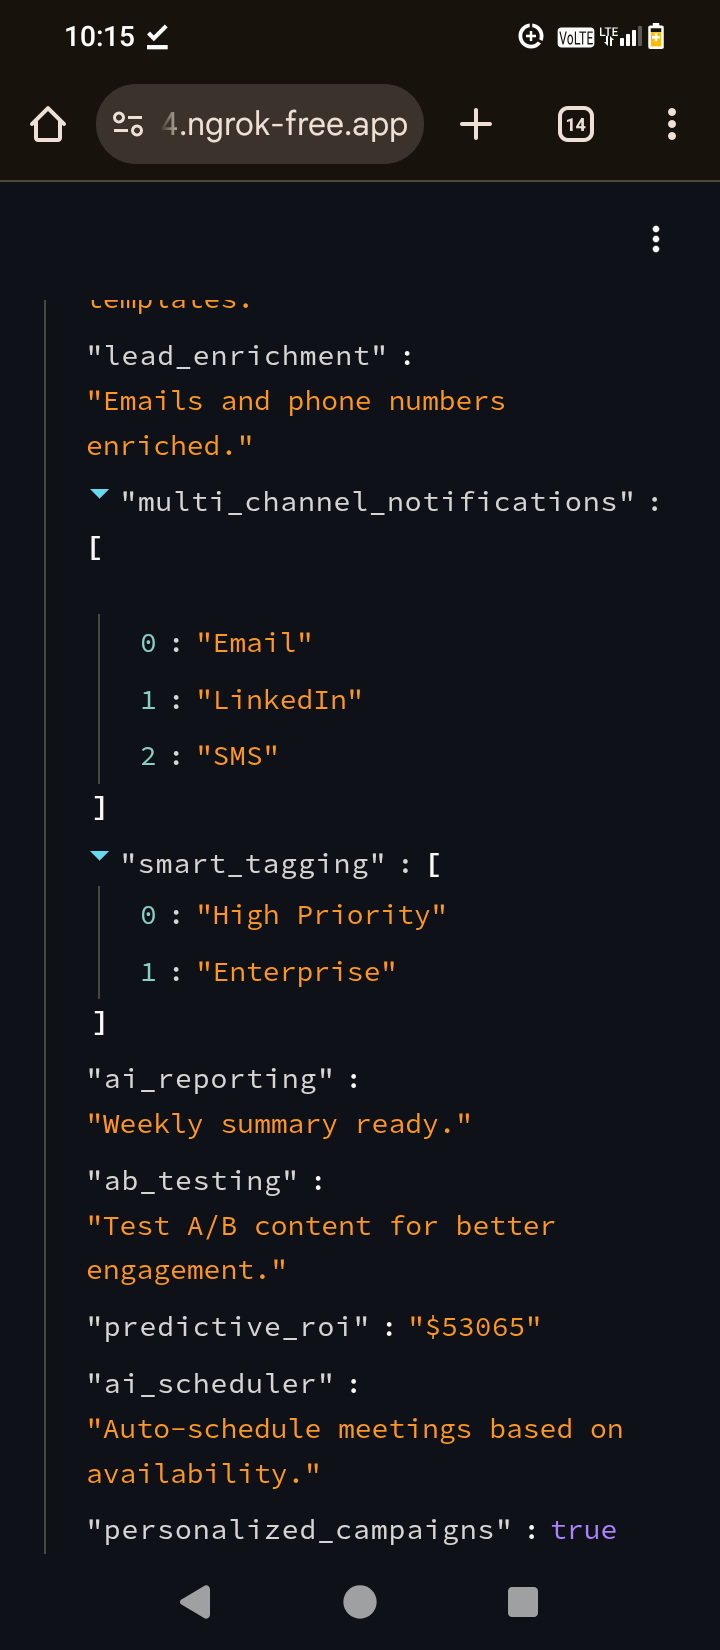 10:15
VoLTE LTE
4.ngrok-free.app
14
templates.
"lead_enrichment" :
"Emails and phone numbers
enriched."
"multi_channel_notifications" :
[
0 : "Email"
1 : "LinkedIn"
2 : "SMS"
]
"smart_tagging" : [
0 : "High Priority"
1 : "Enterprise"
]
"ai_reporting" :
"Weekly summary ready."
"ab_testing" :
"Test A/B content for better
engagement."
"predictive_roi" : "$53065"
"ai_scheduler" :
"Auto-schedule meetings based on
availability."
"personalized_campaigns" : true